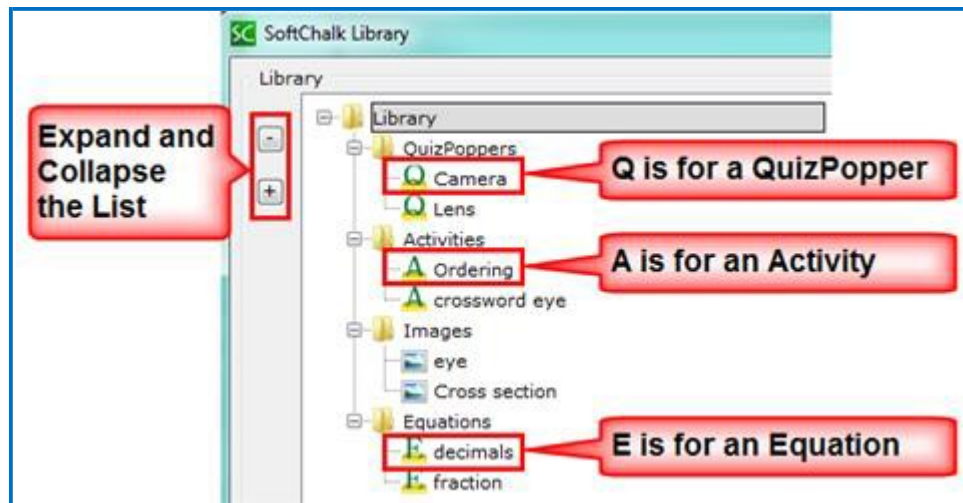 SC SoftChalk Library
Library
Expand and
Collapse
the List
-
+
Library
QuizPoppers
Q Camera
Q is for a QuizPopper
Q Lens
Activities
A Ordering
A is for an Activity
A crossword eye
Images
eye
Cross section
Equations
E decimals
E is for an Equation
E fraction